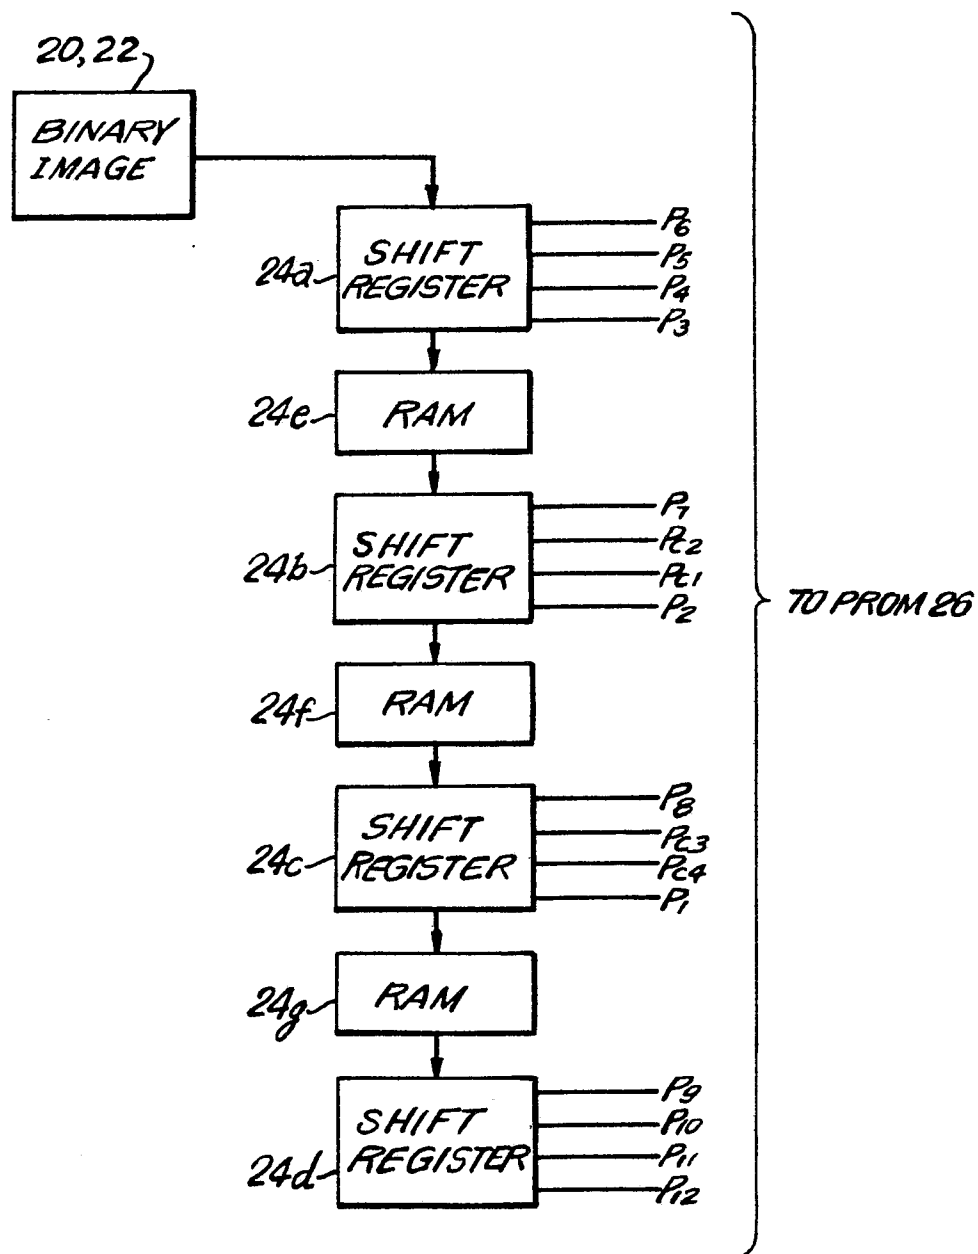 20, 22
BINARY
IMAGE
24a
SHIFT
REGISTER
P6
P5
P4
P3
24e
RAM
24b
SHIFT
REGISTER
P7
PC2
PC1
P2
TO PROM 26
24f
RAM
24c
SHIFT
REGISTER
P8
PC3
PC4
P1
24g
RAM
24d
SHIFT
REGISTER
P9
P10
P11
P12